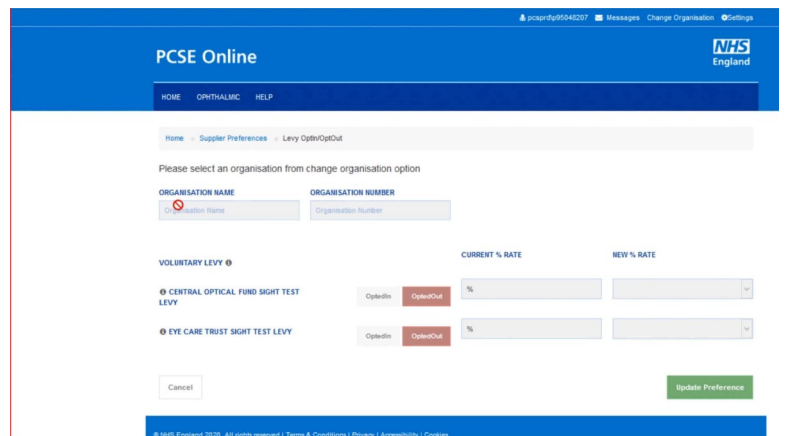 pcsprd\p95048207 Messages Change Organisation Settings
PCSE Online
NHS
England
HOME OPHTHALMIC HELP
Home Supplier Preferences Levy OptIn/OptOut
Please select an organisation from change organisation option
ORGANISATION NAME ORGANISATION NUMBER
Organisation Name Organisation Number
VOLUNTARY LEVY CURRENT % RATE NEW % RATE
CENTRAL OPTICAL FUND SIGHT TEST
LEVY
OptedIn OptedOut %
EYE CARE TRUST SIGHT TEST LEVY
OptedIn OptedOut %
Cancel Update Preference
© NHS England 2020. All rights reserved | Terms & Conditions | Privacy | Accessibility | Cookies